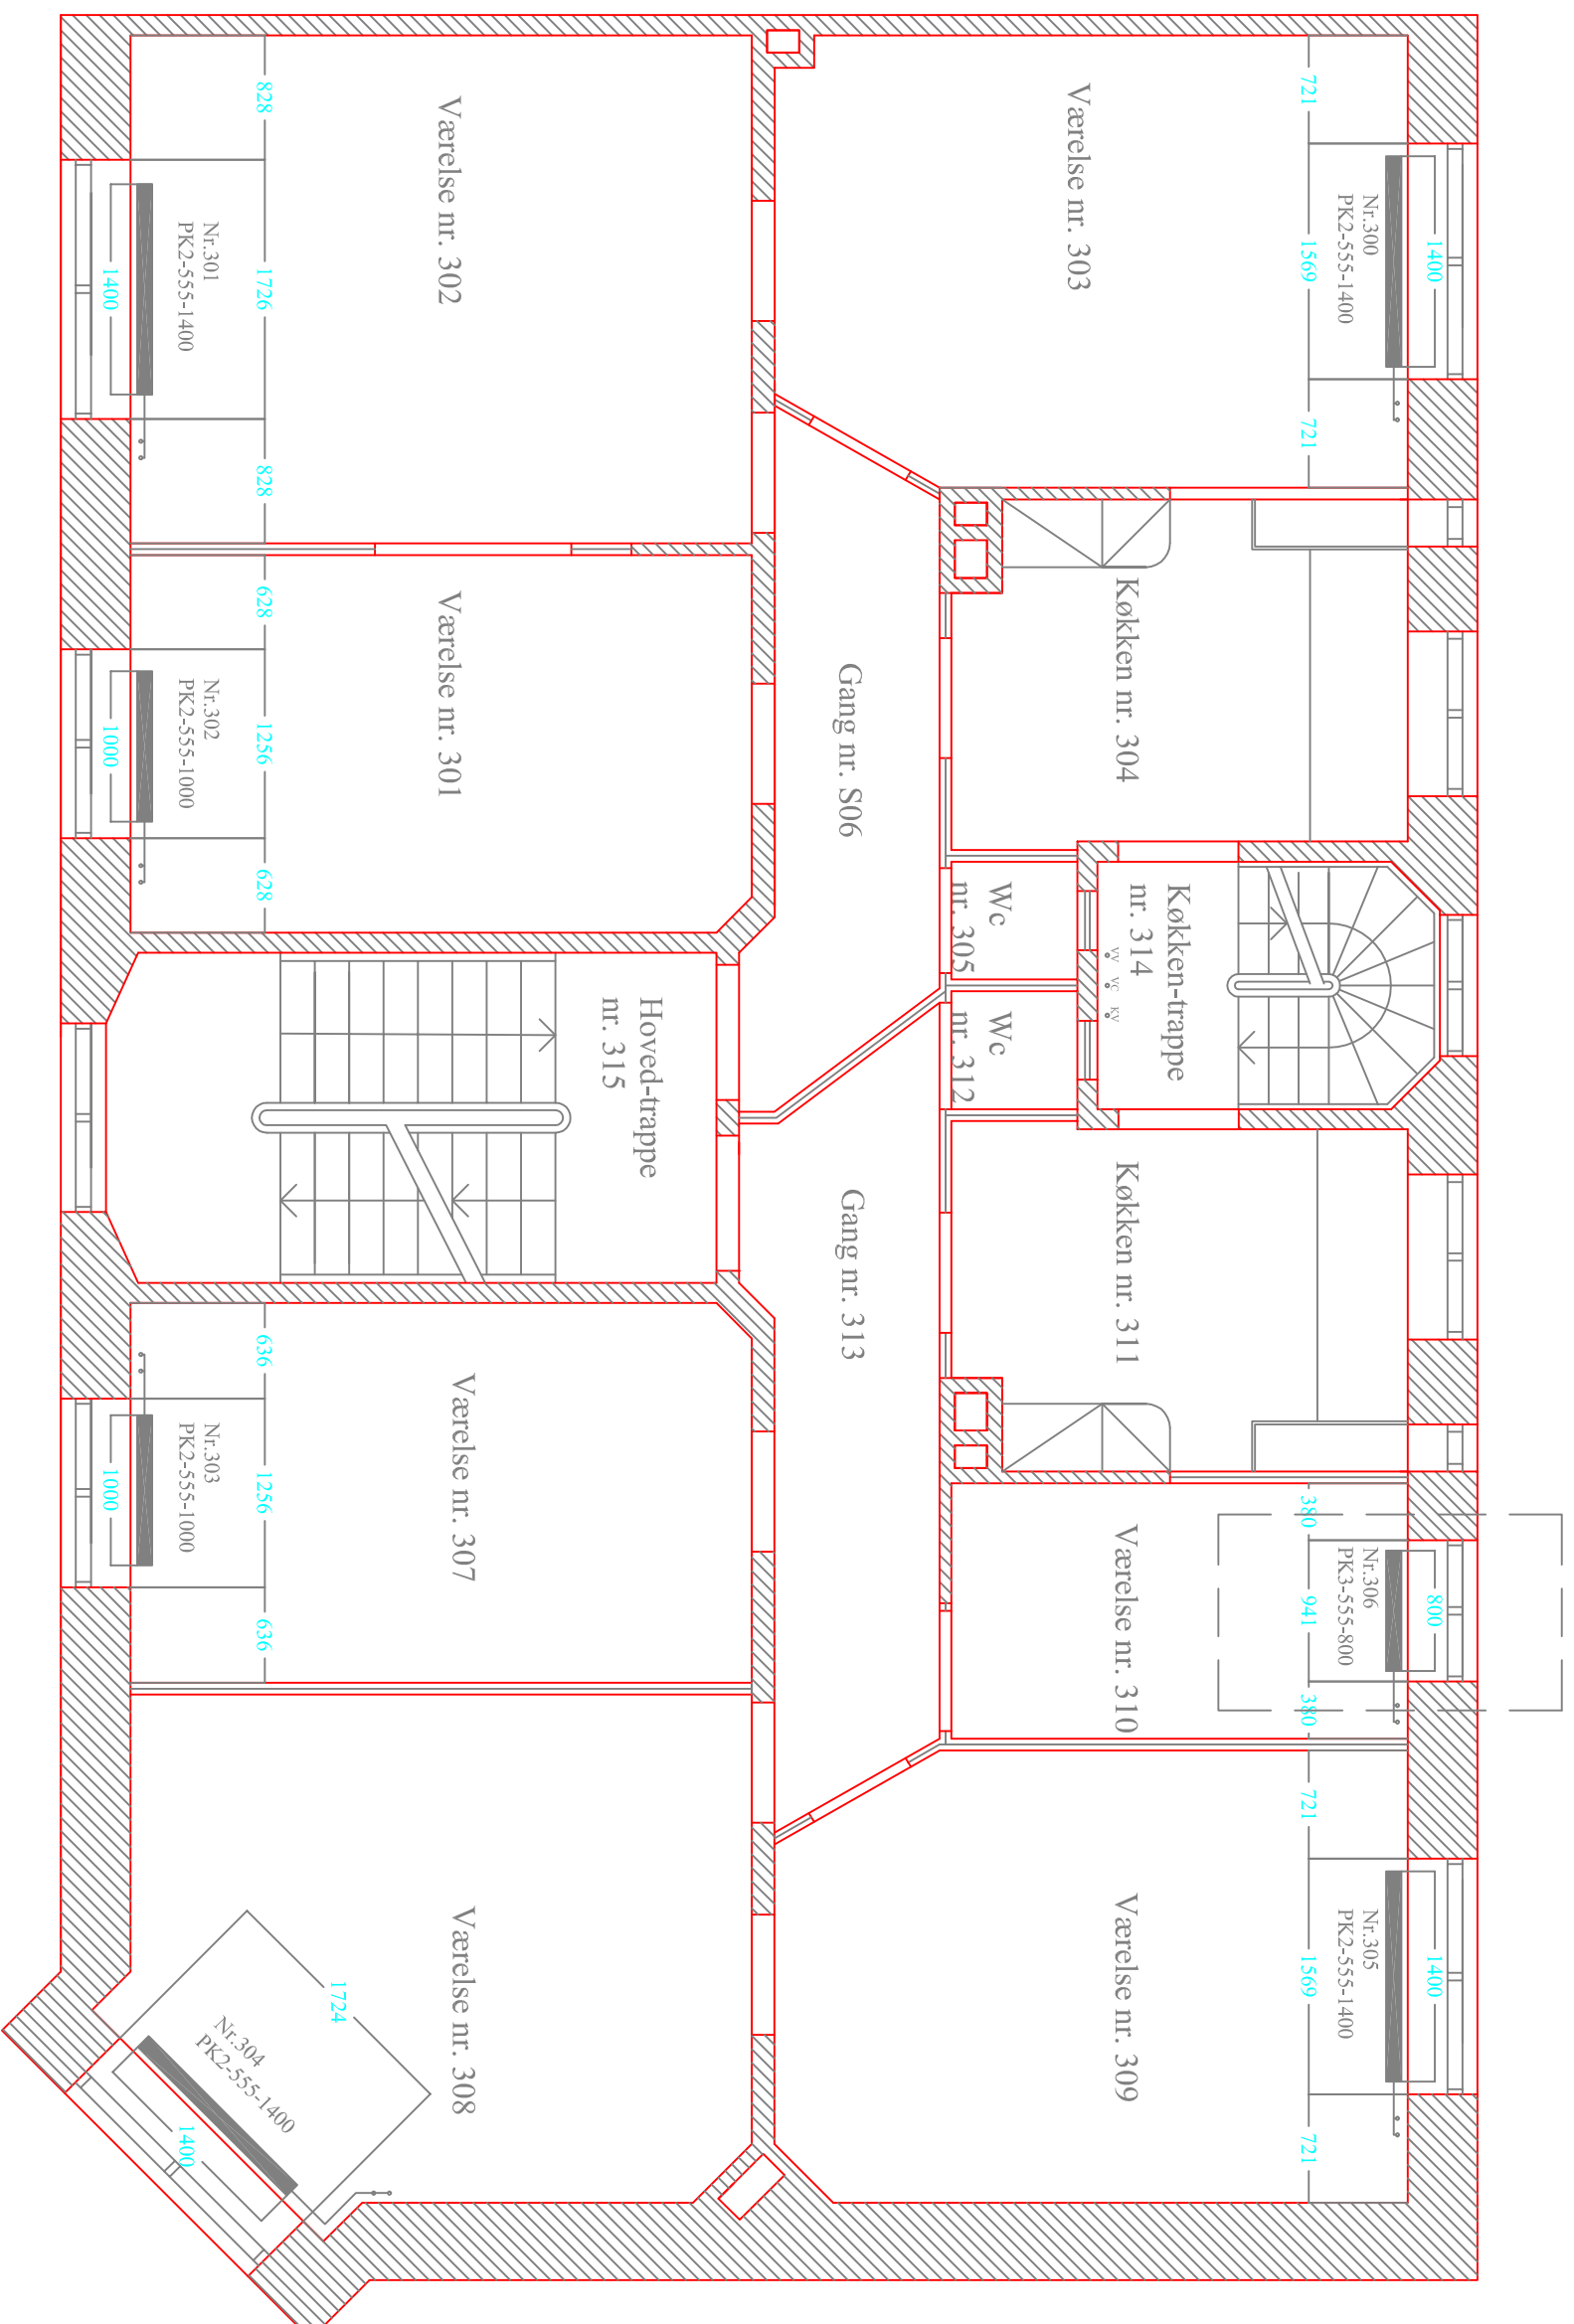 721
1569
721
Nr.300
PK2-555-1400
1400
Værelse nr. 303
828
1726
828
Nr.301
PK2-555-1400
1400
Værelse nr. 302
Køkken nr. 304
628
1256
628
Nr.302
PK2-555-1000
1000
Værelse nr. 301
Gang nr. S06
Wc
nr. 305
Wc
nr. 312
Køkken-trappe
nr. 314
VV
VC
KV
Hoved-trappe
nr. 315
Køkken nr. 311
Gang nr. 313
636
1256
636
Nr.303
PK2-555-1000
1000
Værelse nr. 307
380
941
380
Nr.306
PK3-555-800
800
Værelse nr. 310
721
1569
721
Nr.305
PK2-555-1400
1400
Værelse nr. 309
Værelse nr. 308
1724
Nr.304
PK2-555-1400
1400